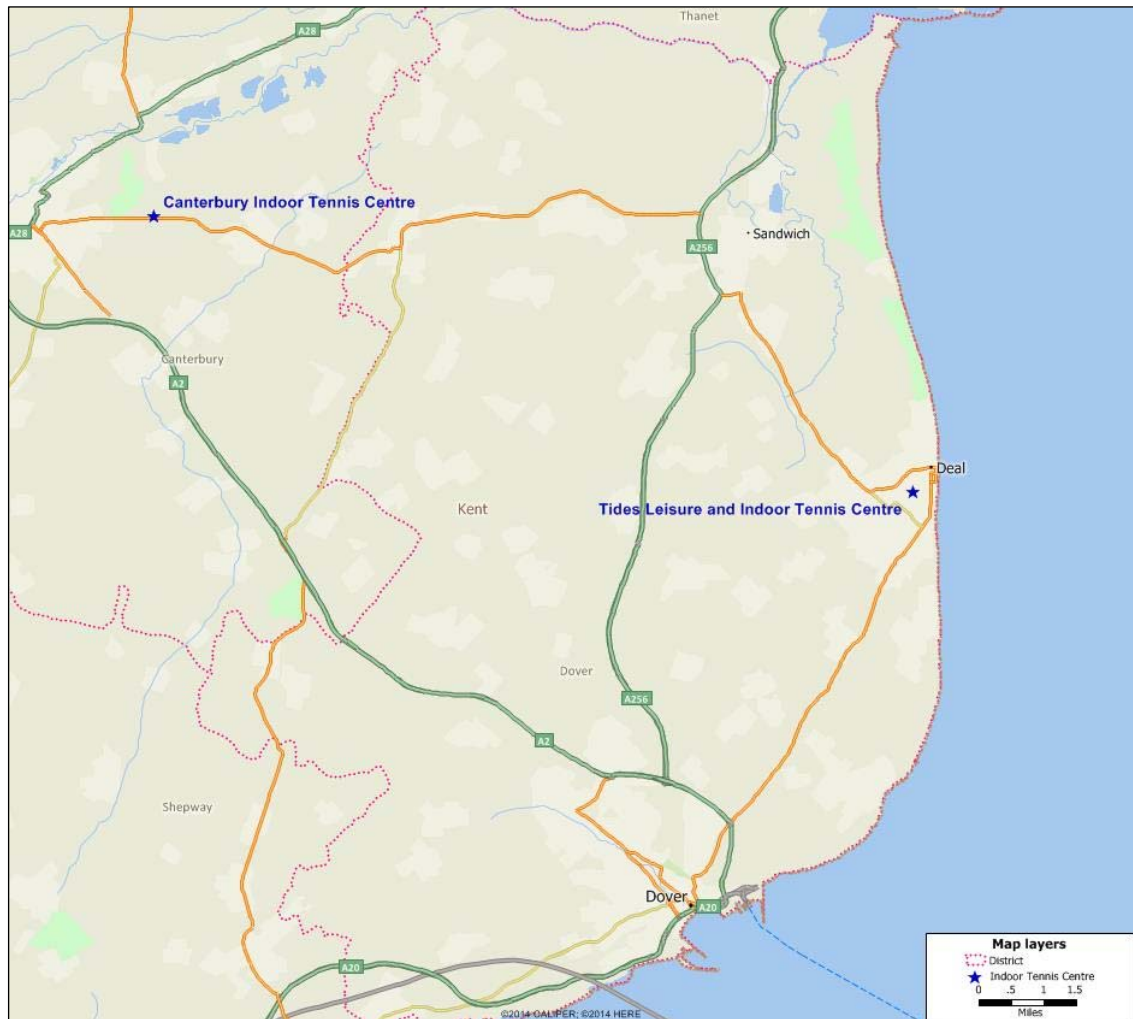 Thanet
A28
Canterbury Indoor Tennis Centre
A28
A256
Sandwich
Canterbury
A2
Deal
Kent
Tides Leisure and Indoor Tennis Centre
Dover
A256
A2
Shepway
Dover
A20
A20
Map layers
District
Indoor Tennis Centre
0 .5 1 1.5
Miles
©2014 CALIPER; ©2014 HERE